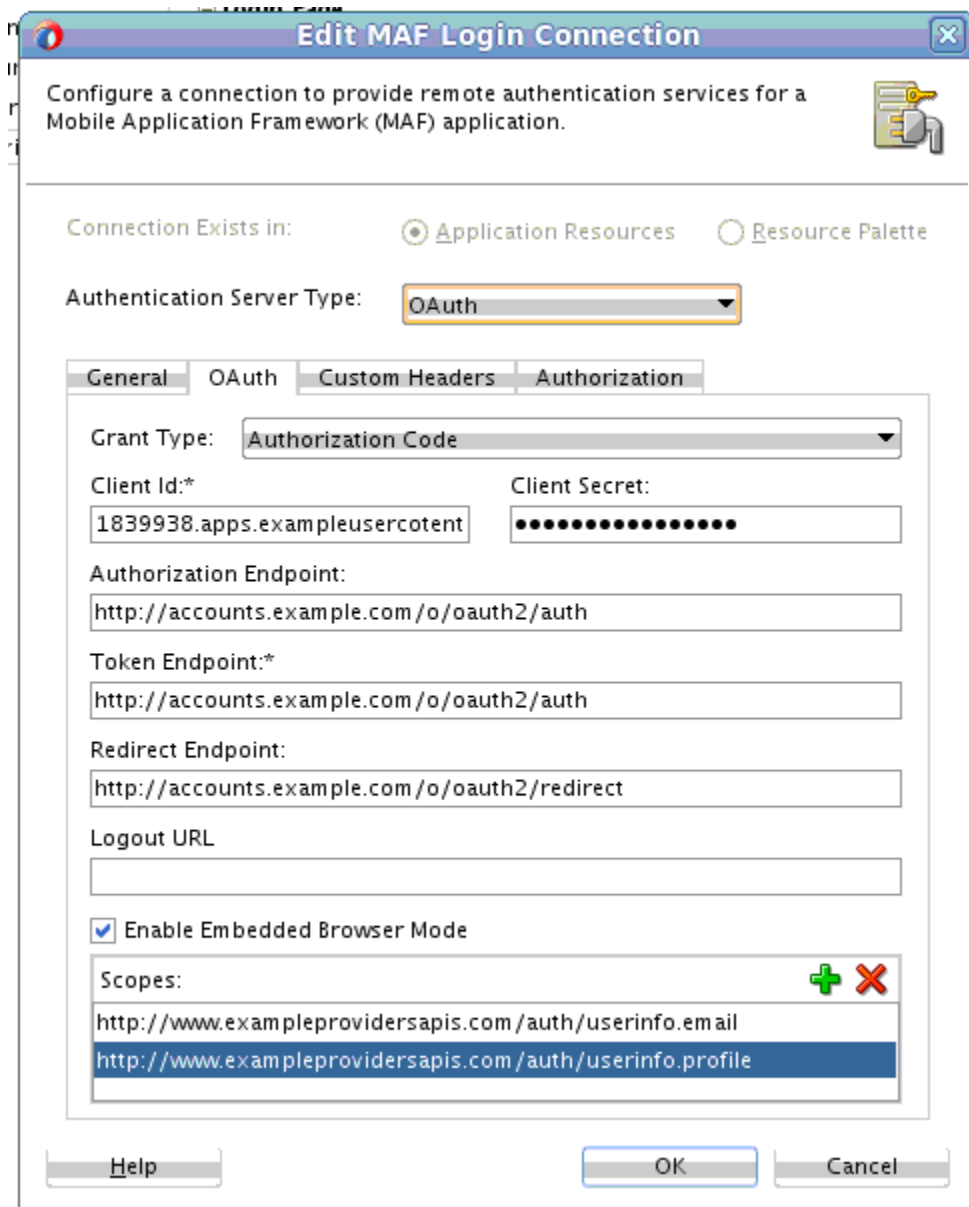 Edit MAF Login Connection
Configure a connection to provide remote authentication services for a
Mobile Application Framework (MAF) application.
Connection Exists in: Application Resources Resource Palette
Authentication Server Type: OAuth
General OAuth Custom Headers Authorization
Grant Type: Authorization Code
Client Id:* Client Secret:
1839938.apps.exampleusercotent ••••••••••••••••
Authorization Endpoint:
http://accounts.example.com/o/oauth2/auth
Token Endpoint:*
http://accounts.example.com/o/oauth2/auth
Redirect Endpoint:
http://accounts.example.com/o/oauth2/redirect
Logout URL
Enable Embedded Browser Mode
Scopes:
http://www.exampleprovidersapis.com/auth/userinfo.email
http://www.exampleprovidersapis.com/auth/userinfo.profile
Help OK Cancel